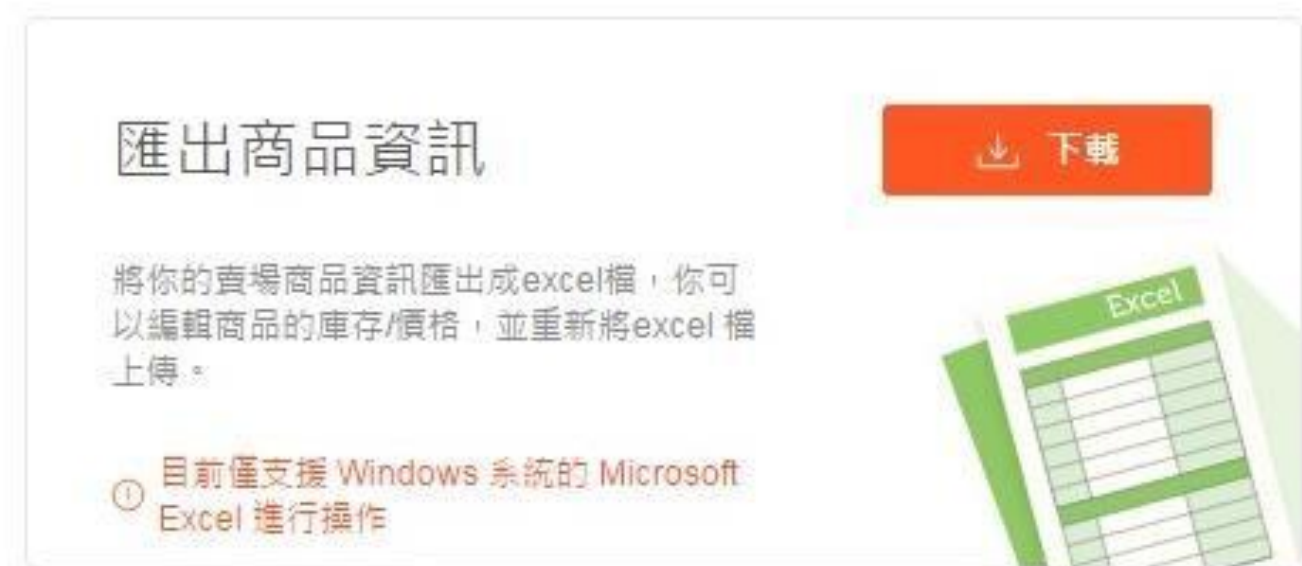 匯出商品資訊
下載
將你的賣場商品資訊匯出成excel檔，你可
以編輯商品的庫存/價格，並重新將excel 檔
上傳。
Excel
目前僅支援 Windows 系統的 Microsoft
Excel 進行操作